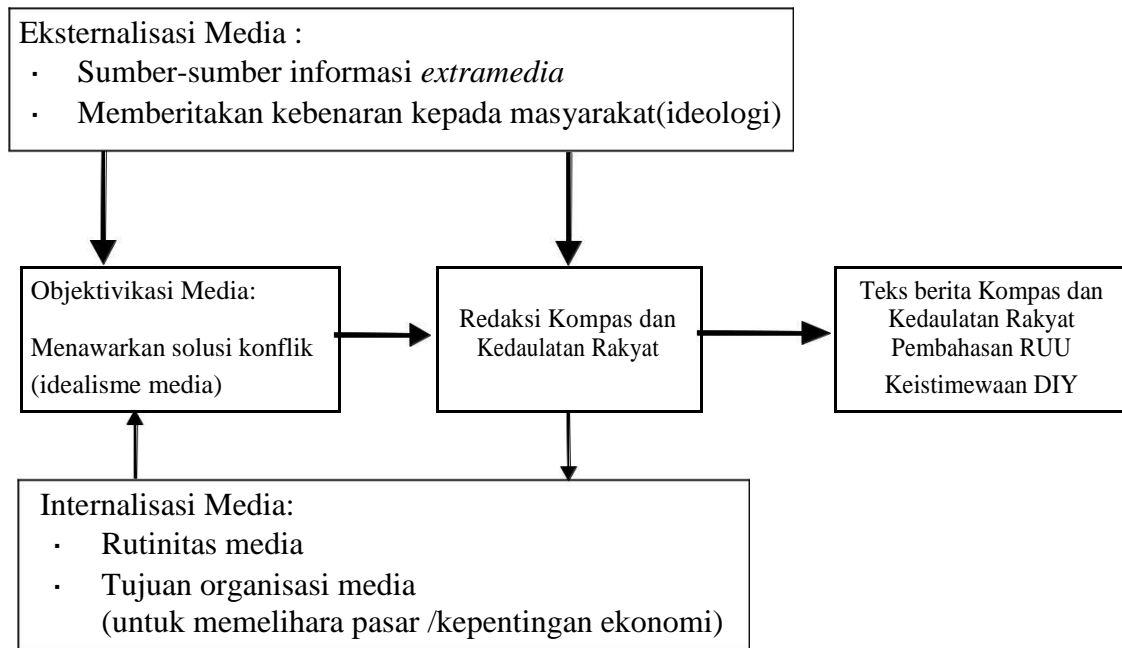 Eksternalisasi Media :
· Sumber-sumber informasi extramedia
· Memberitakan kebenaran kepada masyarakat(ideologi)
Objektivikasi Media:
Menawarkan solusi konflik
(idealisme media)
Redaksi Kompas dan
Kedaulatan Rakyat
Teks berita Kompas dan
Kedaulatan Rakyat
Pembahasan RUU
Keistimewaan DIY
Internalisasi Media:
· Rutinitas media
· Tujuan organisasi media
(untuk memelihara pasar /kepentingan ekonomi)